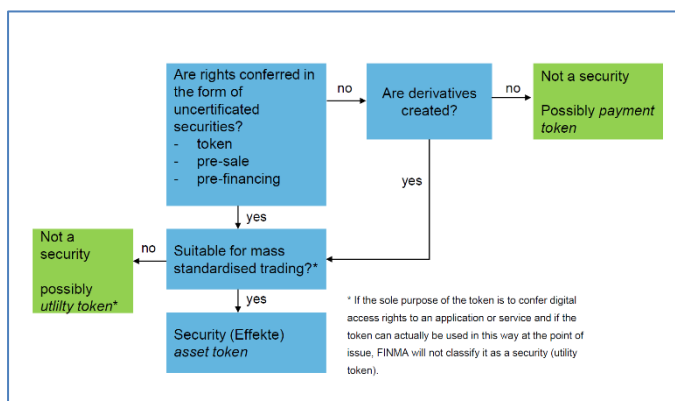 Are rights conferred in
the form of
uncertificated
securities?
- token
- pre-sale
- pre-financing
no
Are derivatives
created?
no
Not a security
Possibly payment
token
yes
yes
Not a
security
possibly
utlilty token*
no
Suitable for mass
standardised trading?*
yes
Security (Effekte)
asset token
* If the sole purpose of the token is to confer digital
access rights to an application or service and if the
token can actually be used in this way at the point of
issue, FINMA will not classify it as a security (utility
token).